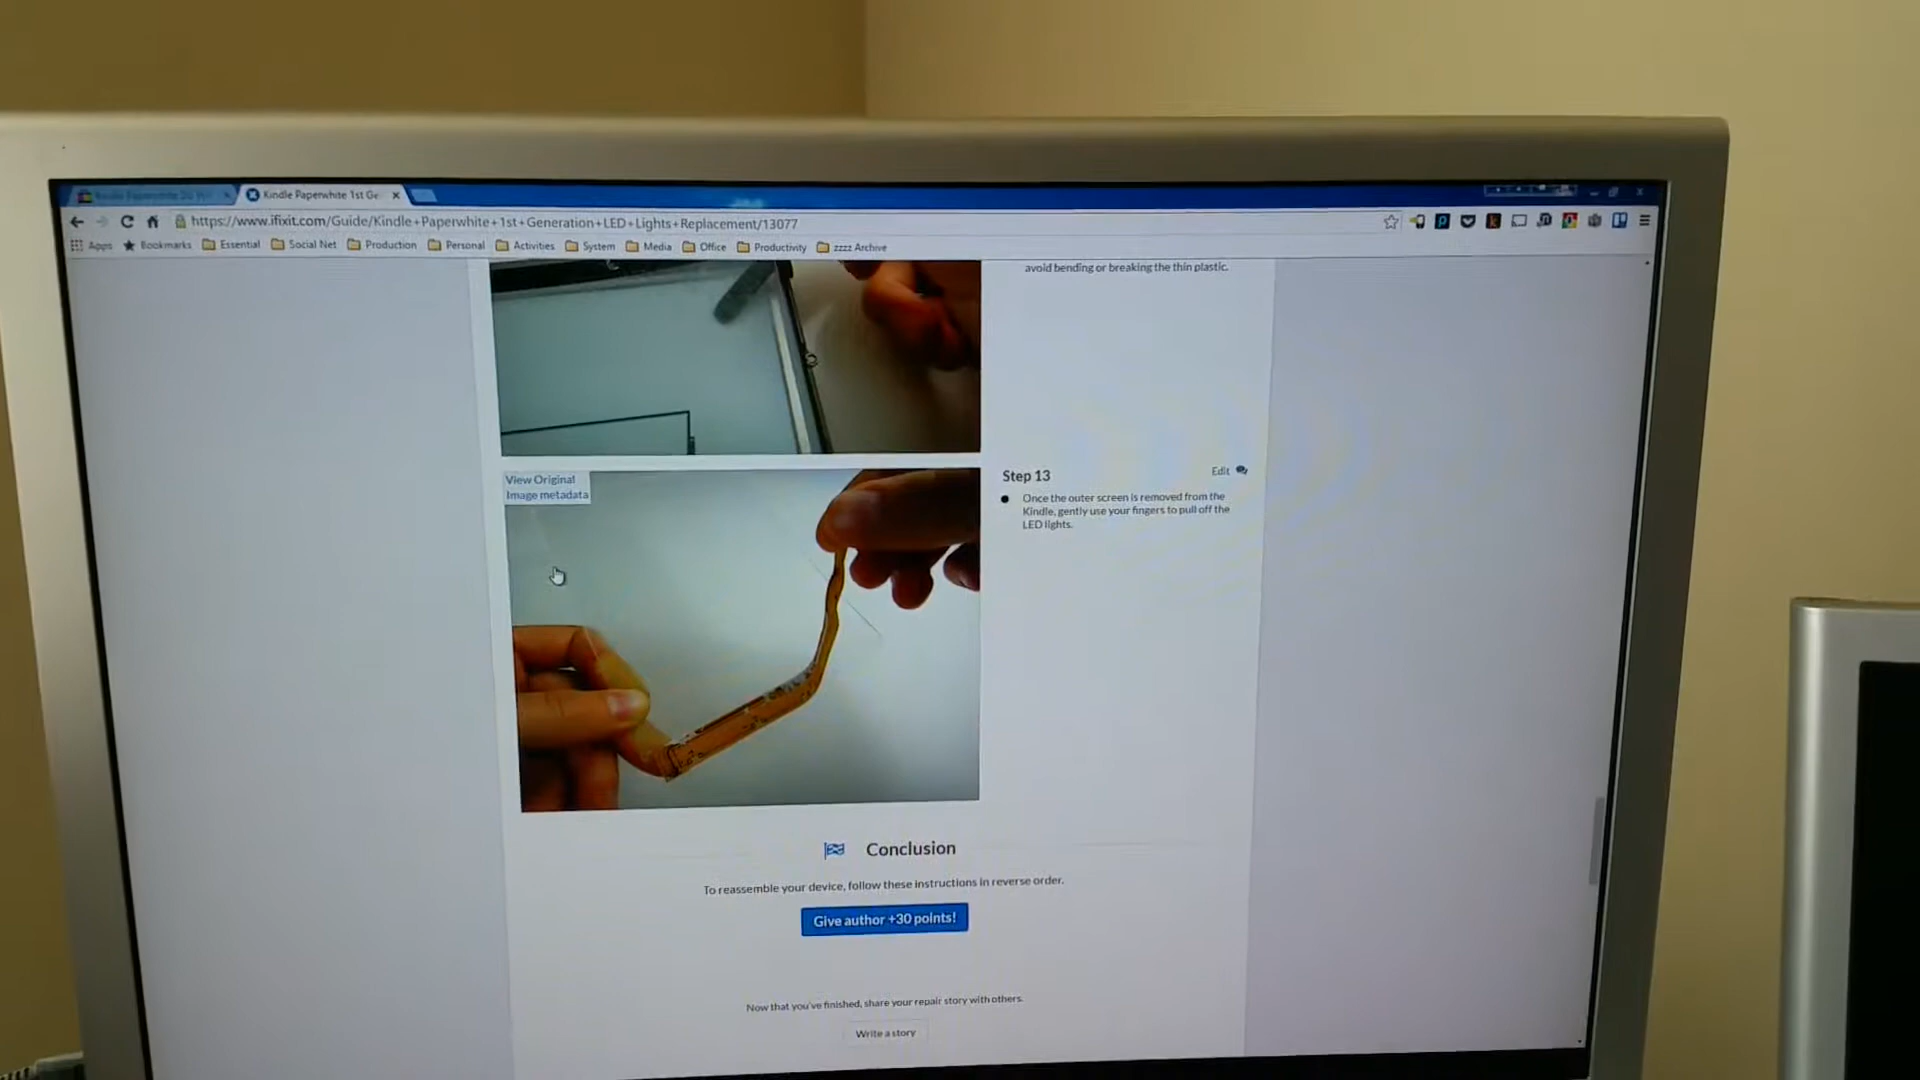 Kindle Paperwhite 1st Ge
https://www.ifixit.com/Guide/Kindle+Paperwhite+1st+Generation+LED+Lights+Replacement/13077
Apps Bookmarks Essential Social Net Production Personal Activities System Media Office Productivity zzzz Archive
avoid bending or breaking the thin plastic.
View Original
Image metadata
Step 13
Edit
Once the outer screen is removed from the
Kindle, gently use your fingers to pull off the
LED lights.
Conclusion
To reassemble your device, follow these instructions in reverse order.
Give author +30 points!
Now that you've finished, share your repair story with others.
Write a story